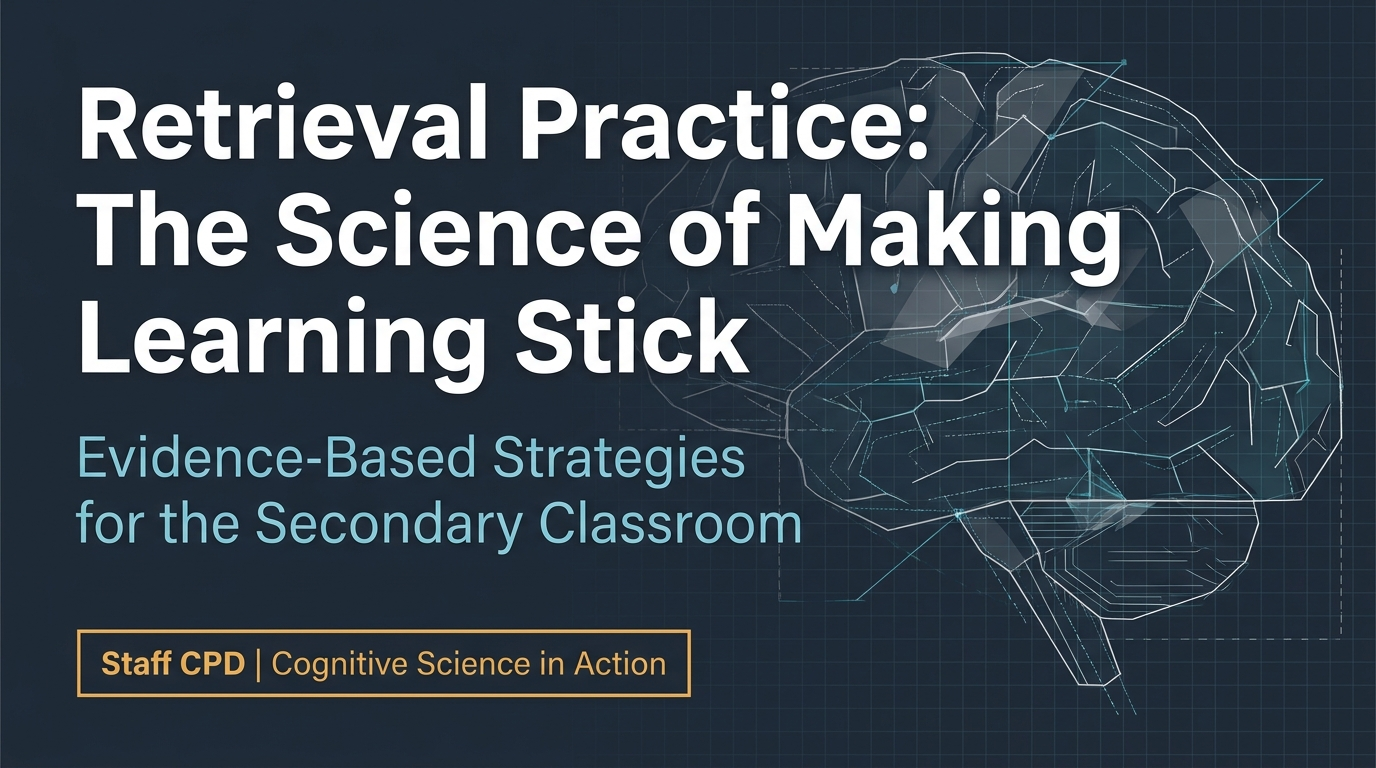 Retrieval Practice:
The Science of Making
Learning Stick
Evidence-Based Strategies
for the Secondary Classroom
Staff CPD | Cognitive Science in Action